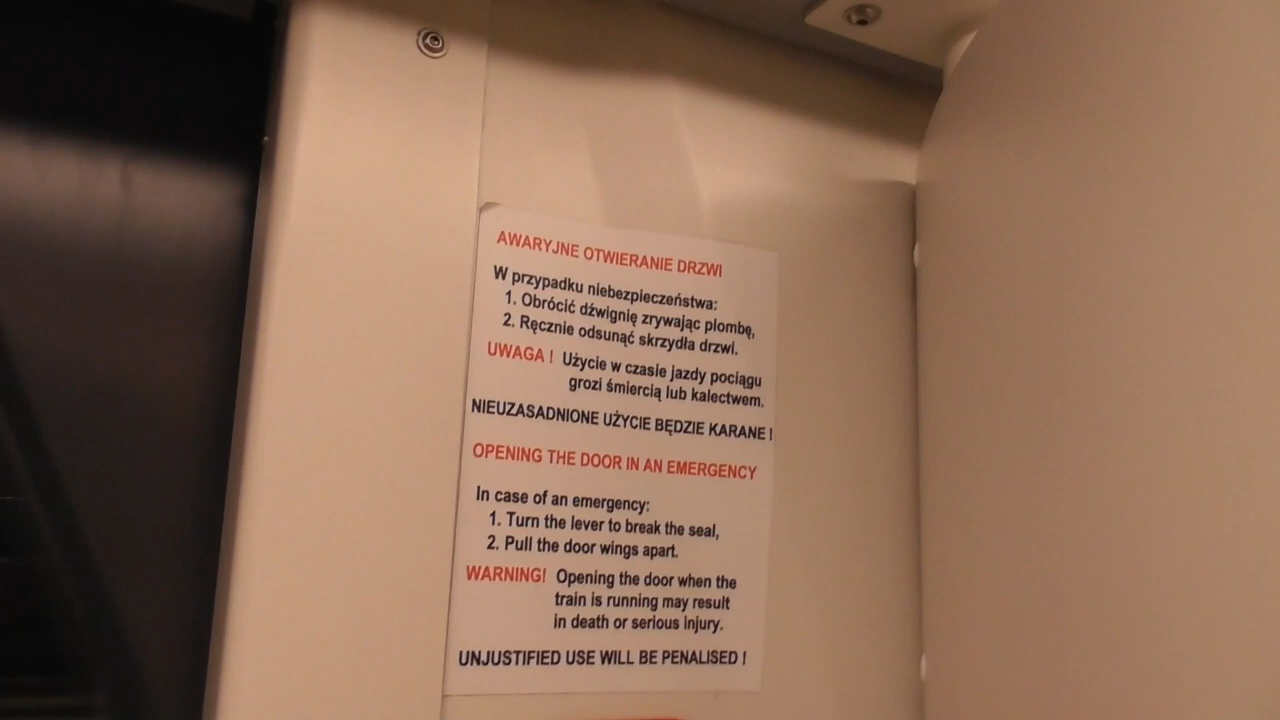 AWARYJNE OTWIERANIE DRZWI
W przypadku niebezpieczeństwa:
1. Obrócić dźwignię zrywając plombę,
2. Ręcznie odsunąć skrzydła drzwi.
UWAGA ! Użycie w czasie jazdy pociągu
grozi śmiercią lub kalectwem.
NIEUZASADNIONE UŻYCIE BĘDZIE KARANE !
OPENING THE DOOR IN AN EMERGENCY
In case of an emergency:
1. Turn the lever to break the seal,
2. Pull the door wings apart.
WARNING! Opening the door when the
train is running may result
in death or serious injury.
UNJUSTIFIED USE WILL BE PENALISED !